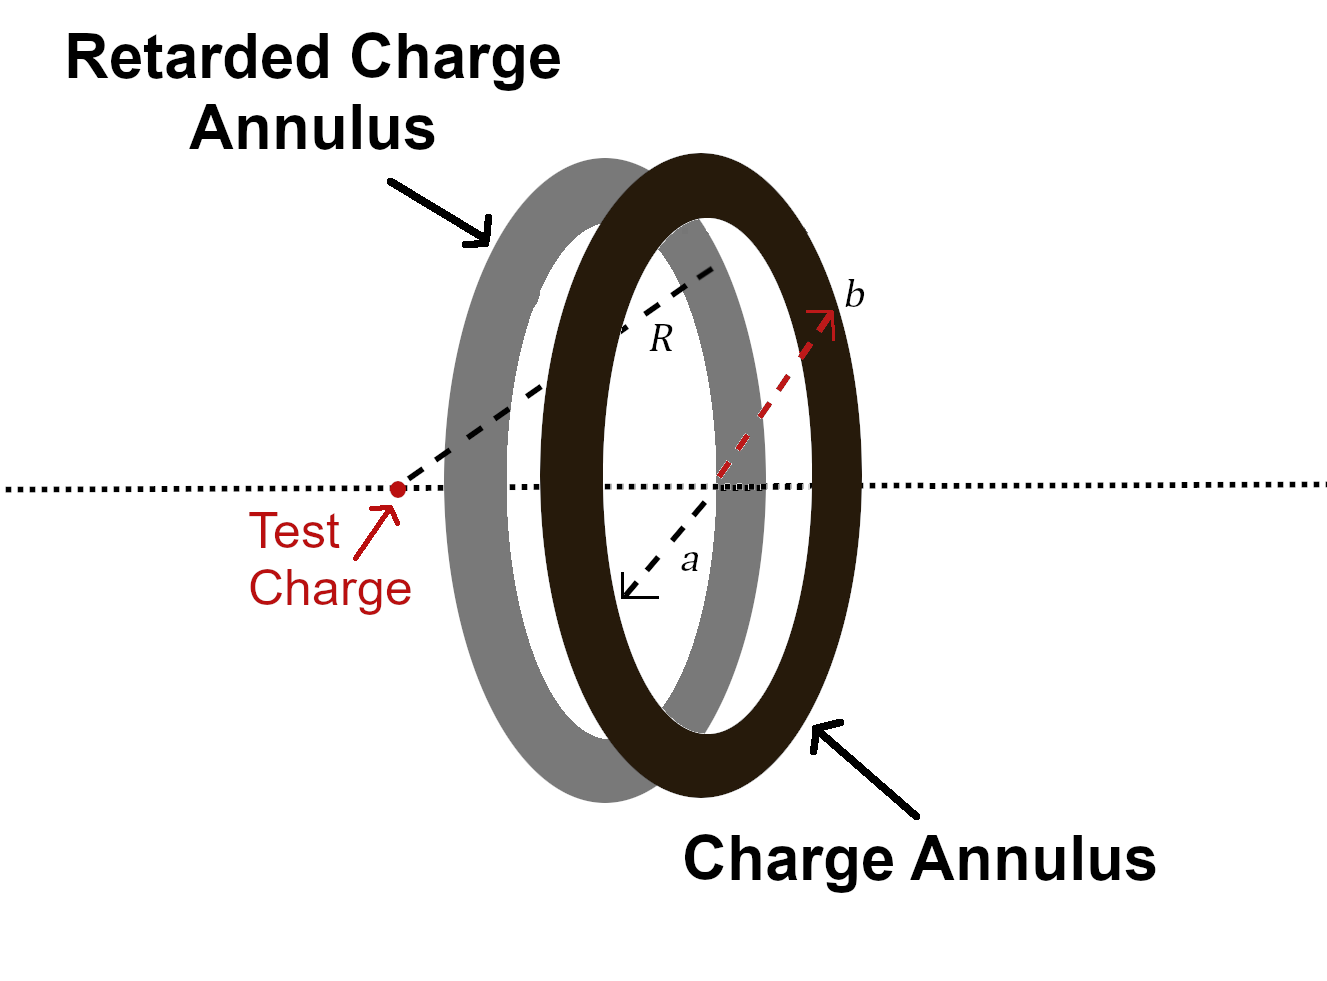 Retarded Charge
Annulus
b
R
Test
Charge
a
Charge Annulus